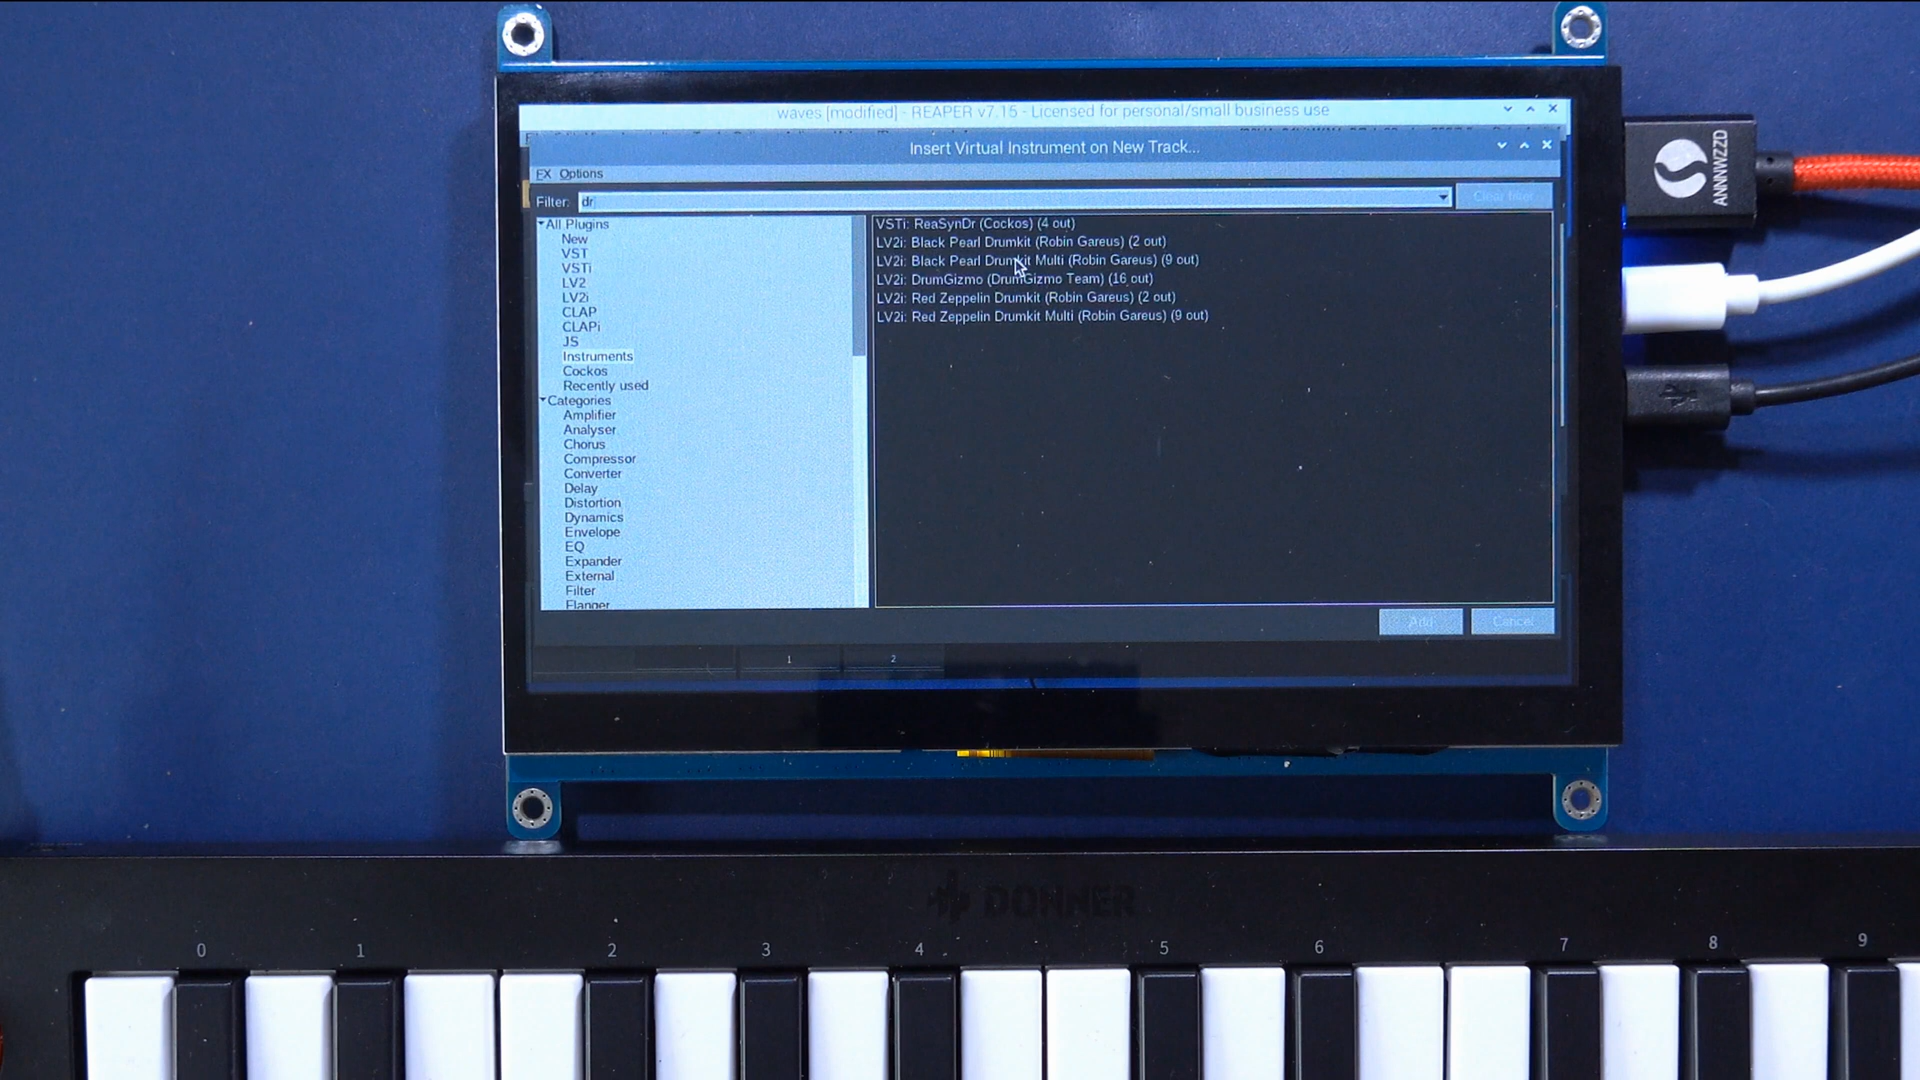 waves [modified] - REAPER v7.15 - Licensed for personal/small business use
Insert Virtual Instrument on New Track...
FX Options
Filter: dr
Clear filter
All Plugins
New
VST
VSTi
LV2
LV2i
CLAP
CLAPi
JS
Instruments
Cockos
Recently used
Categories
Amplifier
Analyser
Chorus
Compressor
Converter
Delay
Distortion
Dynamics
Envelope
EQ
Expander
External
Filter
Flanger
VSTi: ReaSynDr (Cockos) (4 out)
LV2i: Black Pearl Drumkit (Robin Gareus) (2 out)
LV2i: Black Pearl Drumkit Multi (Robin Gareus) (9 out)
LV2i: DrumGizmo (DrumGizmo Team) (16 out)
LV2i: Red Zeppelin Drumkit (Robin Gareus) (2 out)
LV2i: Red Zeppelin Drumkit Multi (Robin Gareus) (9 out)
Add
Cancel
1 2
ANNNWZZD
DONNER
0 1 2 3 4 5 6 7 8 9